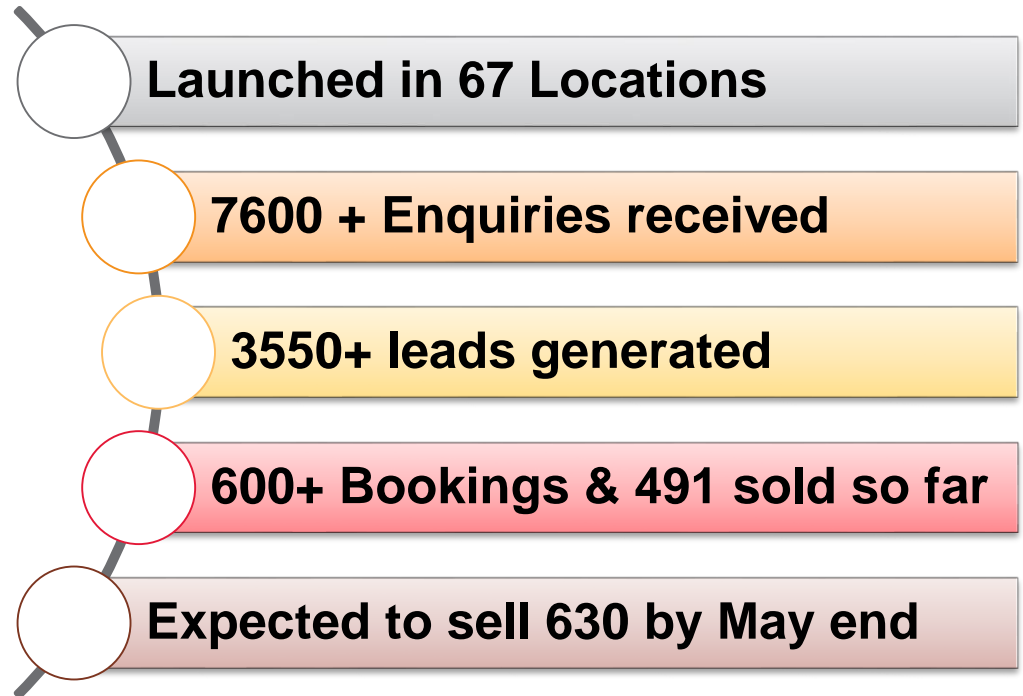 Launched in 67 Locations
7600 + Enquiries received
3550+ leads generated
600+ Bookings & 491 sold so far
Expected to sell 630 by May end